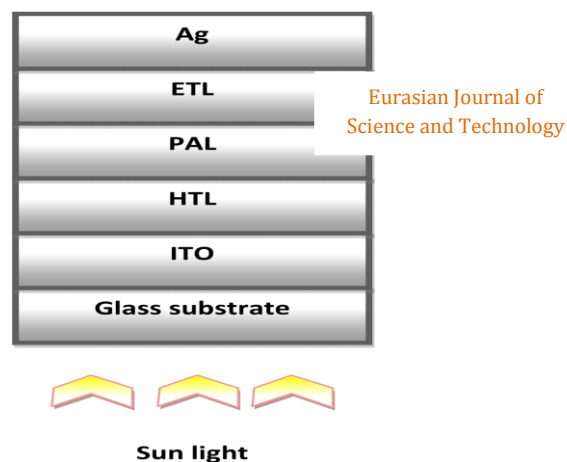 Ag
ETL
Eurasian Journal of
Science and Technology
PAL
HTL
ITO
Glass substrate
Sun light